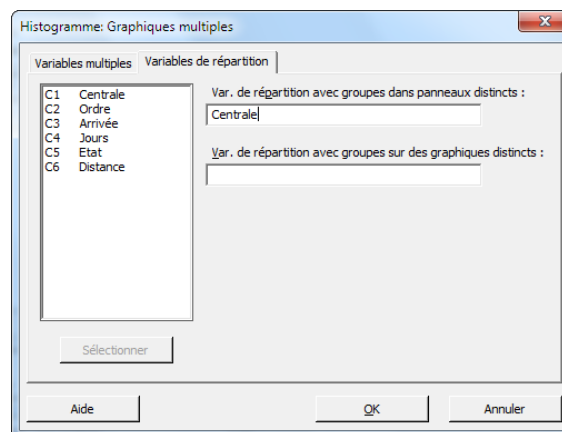 Histogramme: Graphiques multiples
Variables multiples Variables de répartition
C1 Centrale
C2 Ordre
C3 Arrivée
C4 Jours
C5 Etat
C6 Distance
Var. de répartition avec groupes dans panneaux distincts :
Centrale
Var. de répartition avec groupes sur des graphiques distincts :
Sélectionner
Aide OK Annuler